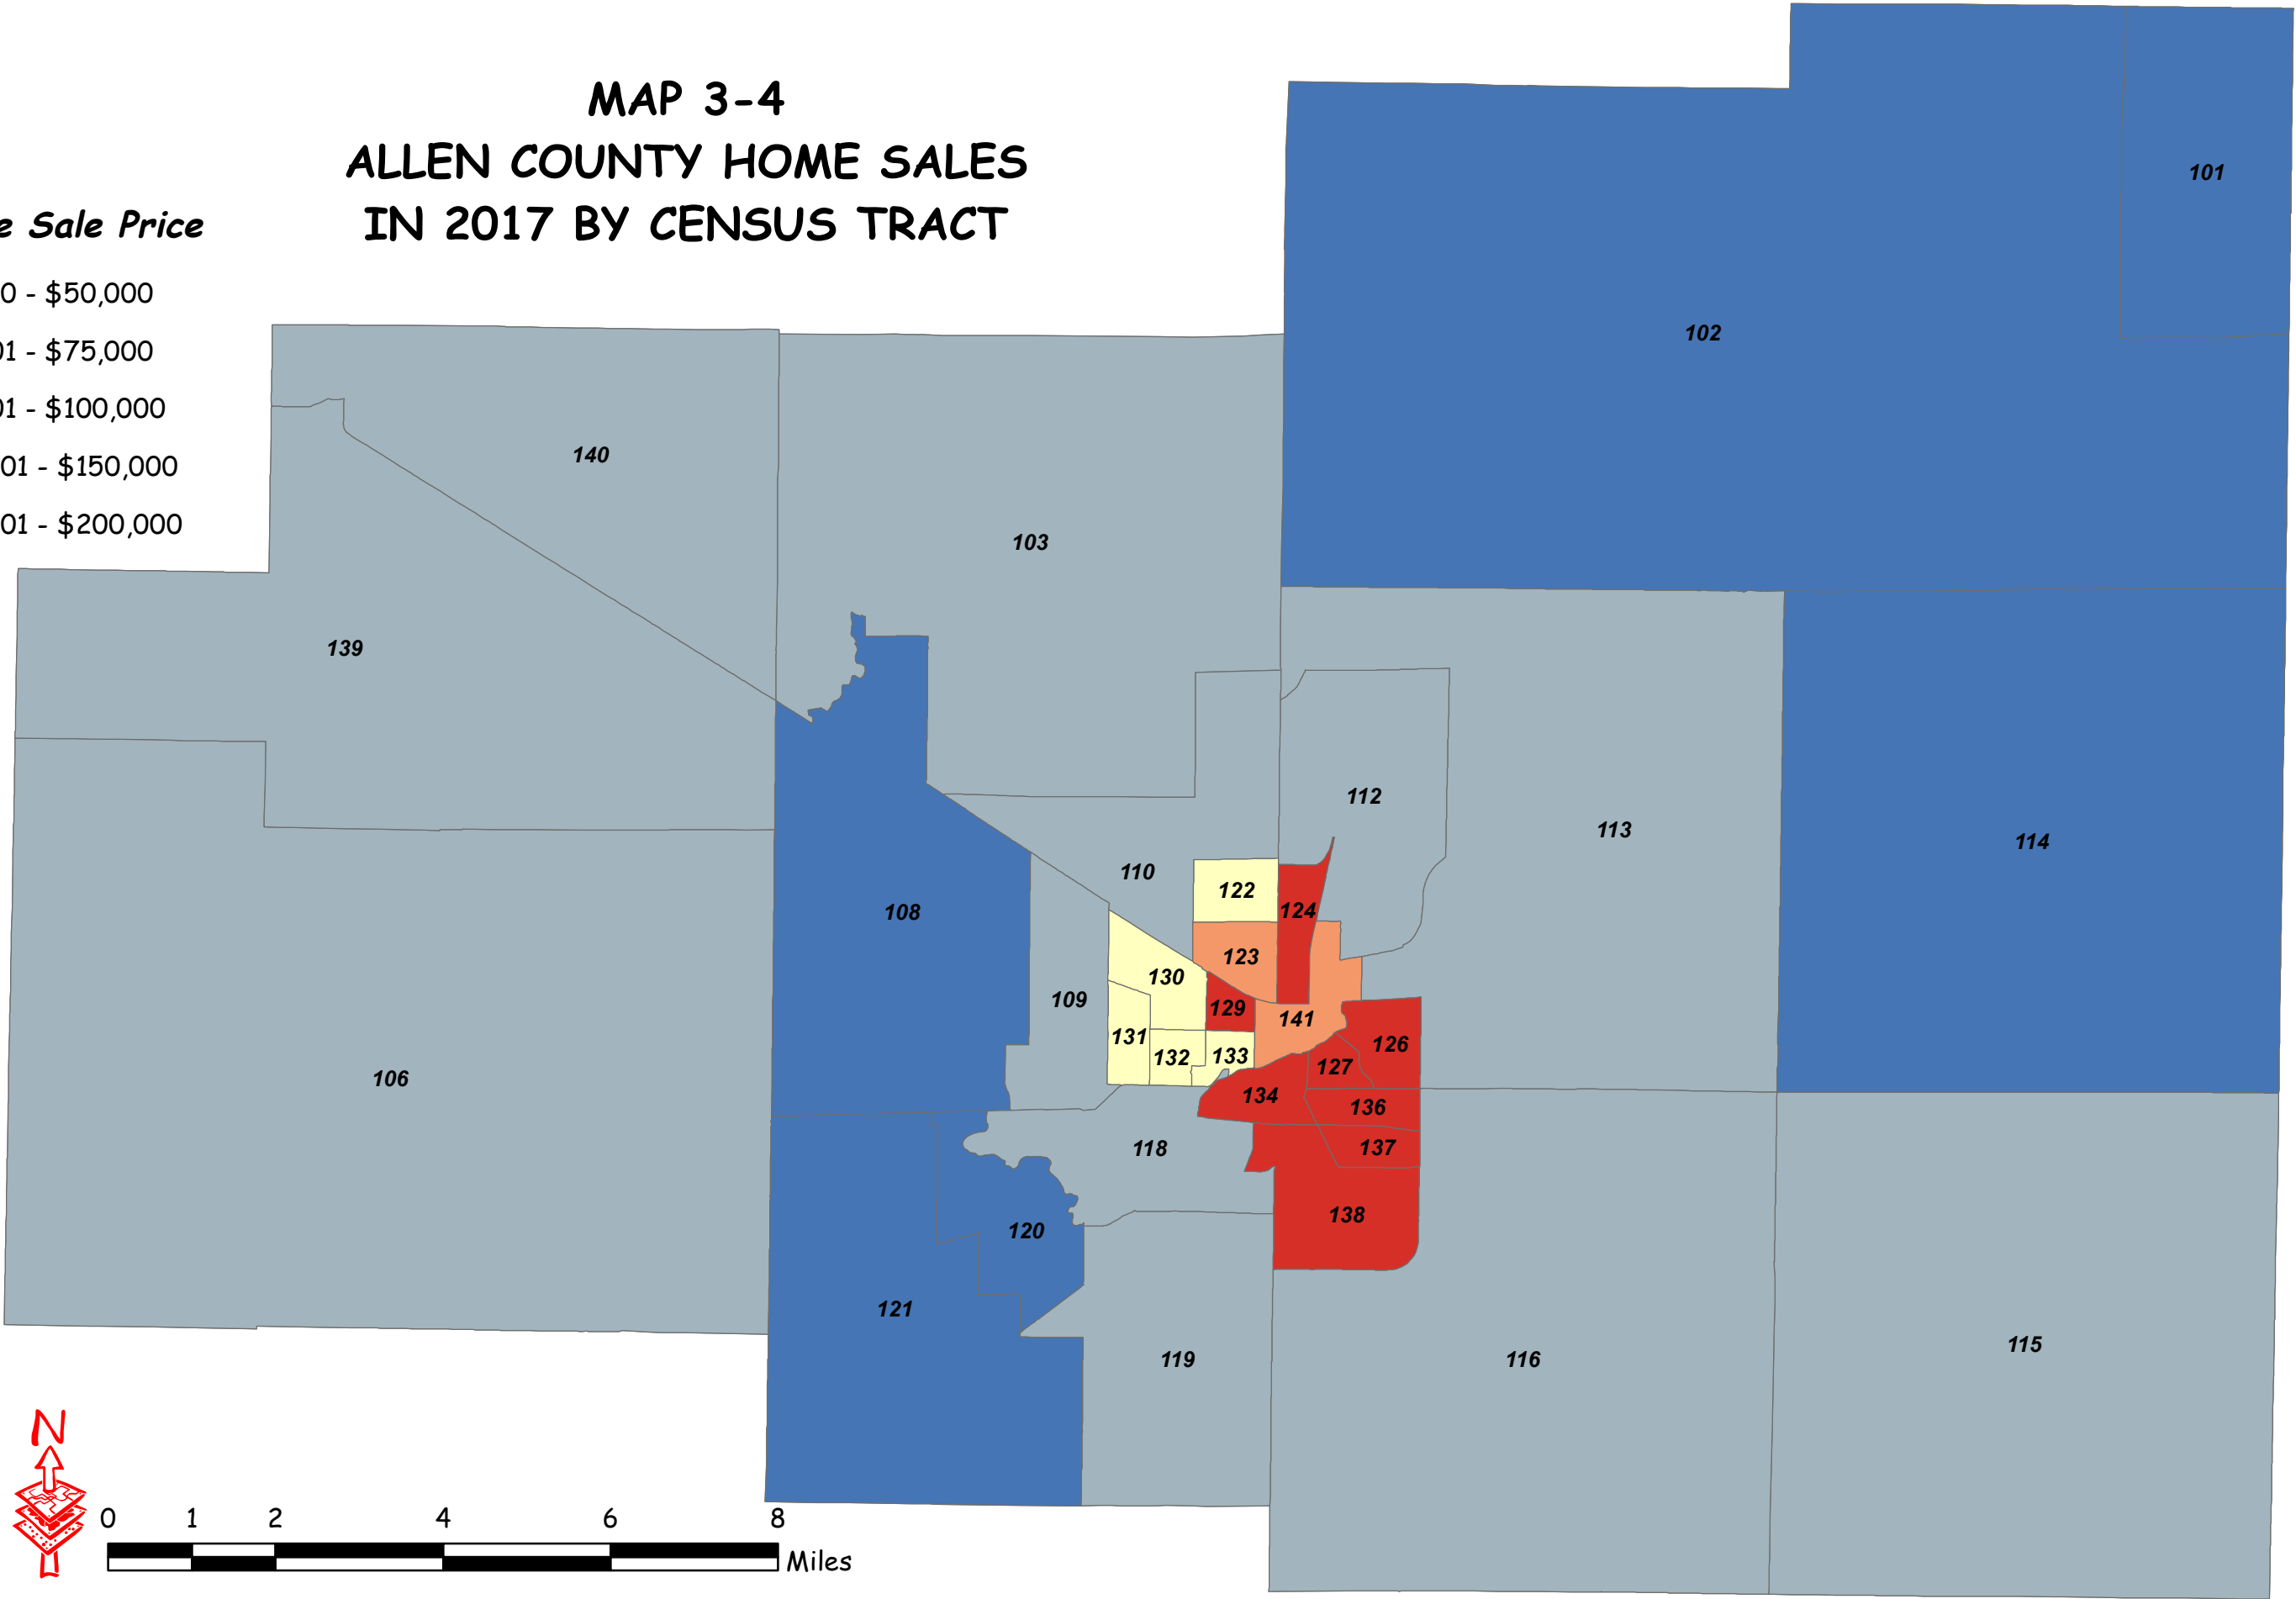 MAP 3-4
ALLEN COUNTY HOME SALES
IN 2017 BY CENSUS TRACT
e Sale Price
0 - $50,000
01 - $75,000
01 - $100,000
01 - $150,000
01 - $200,000
101
102
140
103
139
112
113
114
110
122
108
124
123
130
109
129
141
131
126
132
133
127
106
134
136
118
137
138
120
121
115
119
116
N
0 1 2 4 6 8
Miles